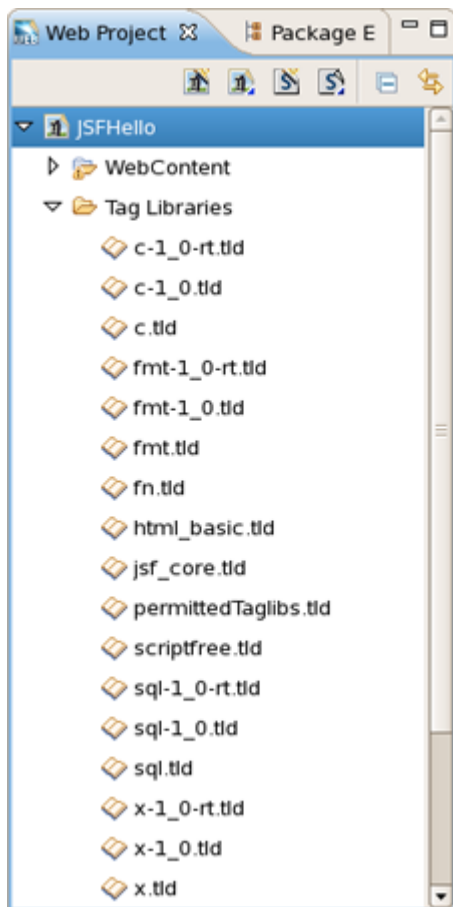 Web Project Package E
JSFHello
WebContent
Tag Libraries
c-1_0-rt.tld
c-1_0.tld
c.tld
fmt-1_0-rt.tld
fmt-1_0.tld
fmt.tld
fn.tld
html_basic.tld
jsf_core.tld
permittedTaglibs.tld
scriptfree.tld
sql-1_0-rt.tld
sql-1_0.tld
sql.tld
x-1_0-rt.tld
x-1_0.tld
x.tld